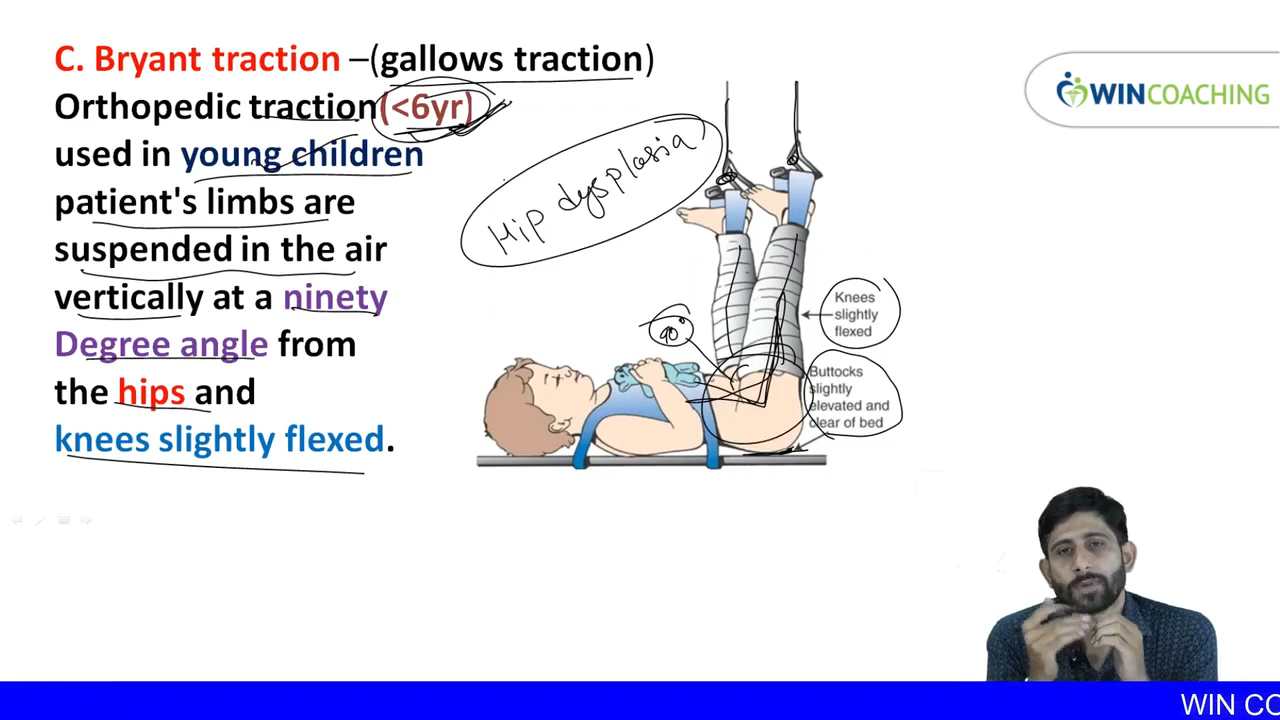 C. Bryant traction –(gallows traction)
Orthopedic traction(<6yr)
used in young children
patient's limbs are
suspended in the air
vertically at a ninety
Degree angle from
the hips and
knees slightly flexed.
WINCOACHING
Hip dysplasia
90°
Knees
slightly
flexed
Buttocks
slightly
elevated and
clear of bed
WIN CO